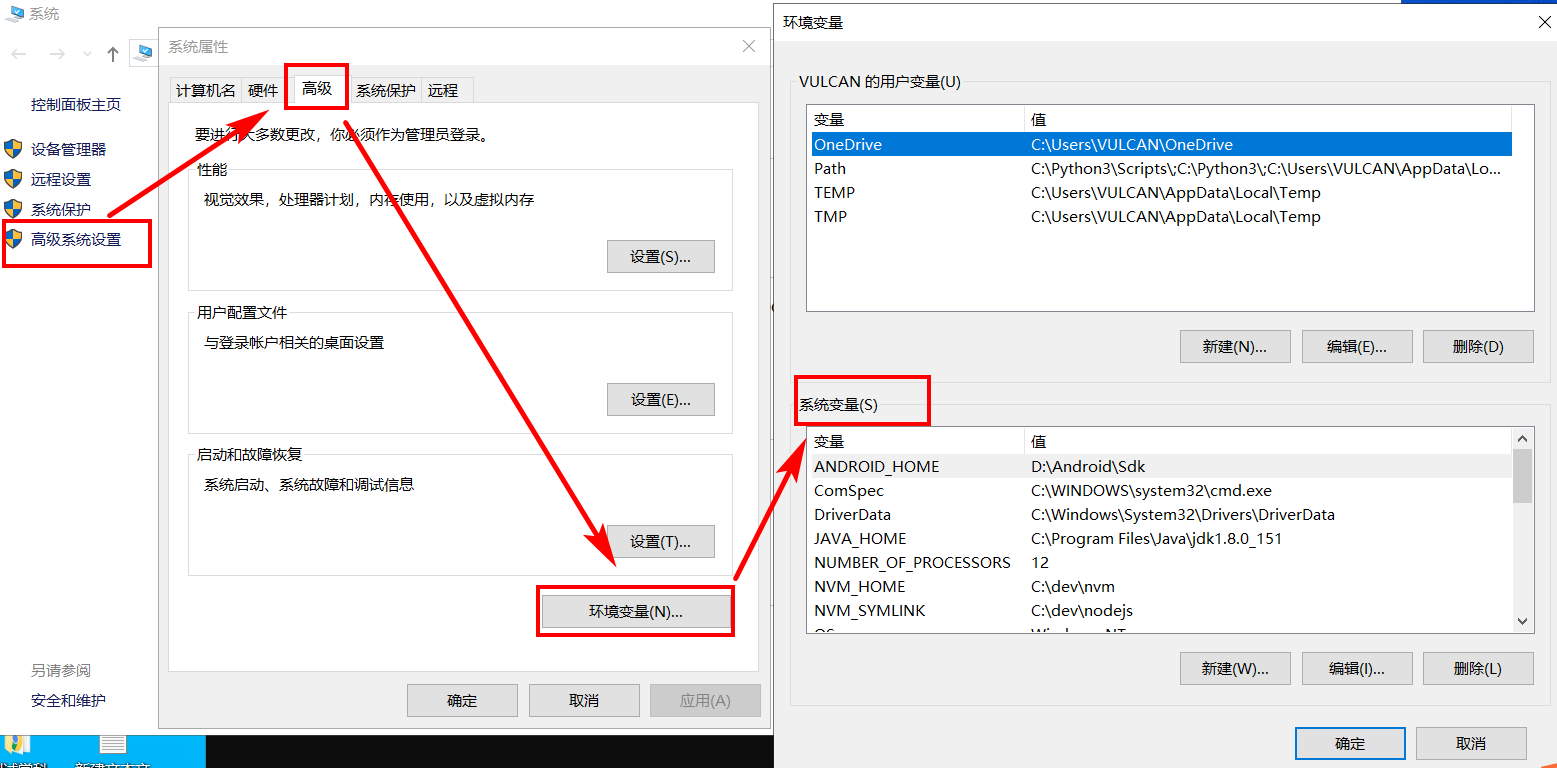 系统
控制面板主页
设备管理器
远程设置
系统保护
高级系统设置
另请参阅
安全和维护
系统属性
计算机名 硬件 高级 系统保护 远程
要进行大多数更改，你必须作为管理员登录。
性能
视觉效果，处理器计划，内存使用，以及虚拟内存
设置(S)...
用户配置文件
与登录帐户相关的桌面设置
设置(E)...
启动和故障恢复
系统启动、系统故障和调试信息
设置(T)...
环境变量(N)...
确定 取消 应用(A)
环境变量
VULCAN 的用户变量(U)
变量 值
OneDrive C:\Users\VULCAN\OneDrive
Path C:\Python3\Scripts\;C:\Python3\;C:\Users\VULCAN\AppData\Lo...
TEMP C:\Users\VULCAN\AppData\Local\Temp
TMP C:\Users\VULCAN\AppData\Local\Temp
新建(N)... 编辑(E)... 删除(D)
系统变量(S)
变量 值
ANDROID_HOME D:\Android\Sdk
ComSpec C:\WINDOWS\system32\cmd.exe
DriverData C:\Windows\System32\Drivers\DriverData
JAVA_HOME C:\Program Files\Java\jdk1.8.0_151
NUMBER_OF_PROCESSORS 12
NVM_HOME C:\dev\nvm
NVM_SYMLINK C:\dev\nodejs
新建(W)... 编辑(I)... 删除(L)
确定 取消